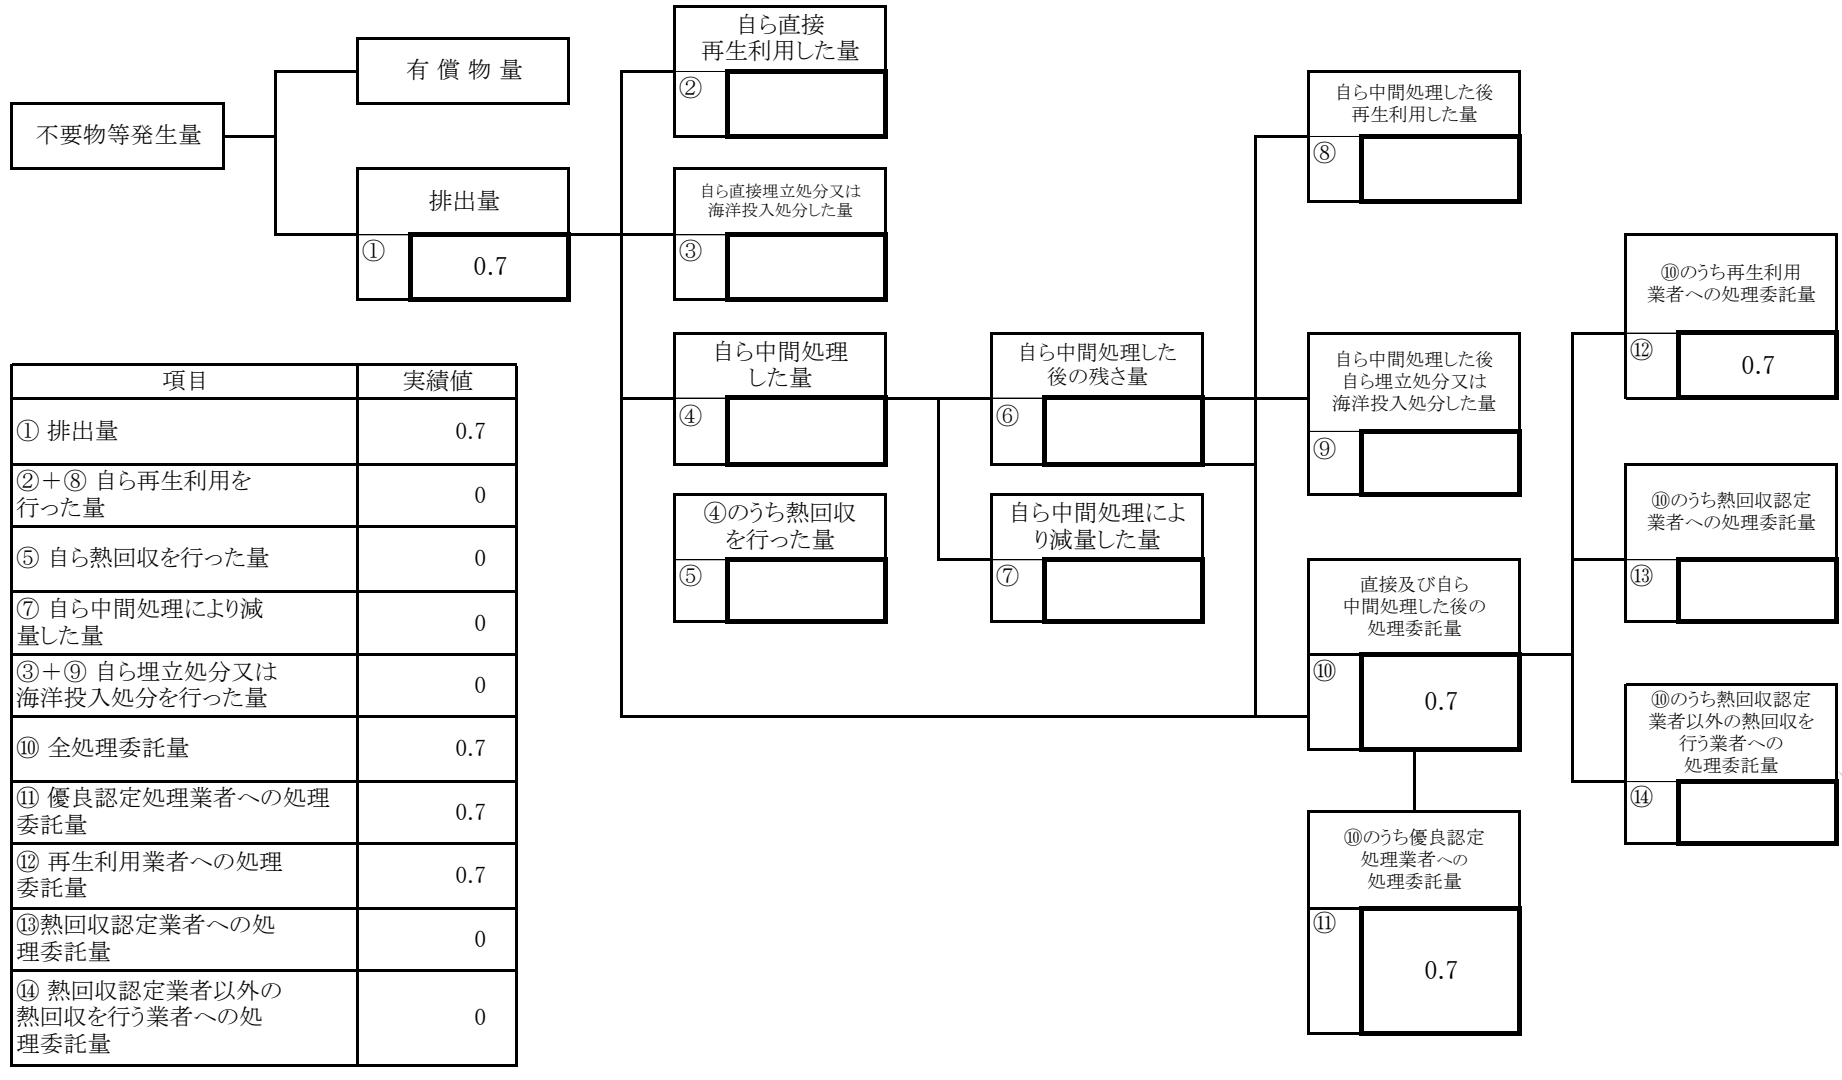 自ら直接
再生利用した量
②
有 償 物 量
不要物等発生量
排出量
①
0.7
自ら直接埋立処分又は
海洋投入処分した量
③
自ら中間処理
した量
④
④のうち熱回収
を行った量
⑤
自ら中間処理した
後の残さ量
⑥
自ら中間処理によ
り減量した量
⑦
自ら中間処理した後
再生利用した量
⑧
自ら中間処理した後
自ら埋立処分又は
海洋投入処分した量
⑨
直接及び自ら
中間処理した後の
処理委託量
⑩
0.7
⑩のうち優良認定
処理業者への
処理委託量
⑪
0.7
⑩のうち再生利用
業者への処理委託量
⑫
0.7
⑩のうち熱回収認定
業者への処理委託量
⑬
⑩のうち熱回収認定
業者以外の熱回収を
行う業者への
処理委託量
⑭
項目 実績値
① 排出量 0.7
②＋⑧ 自ら再生利用を
行った量 0
⑤ 自ら熱回収を行った量 0
⑦ 自ら中間処理により減
量した量 0
③＋⑨ 自ら埋立処分又は
海洋投入処分を行った量 0
⑩ 全処理委託量 0.7
⑪ 優良認定処理業者への処理
委託量 0.7
⑫ 再生利用業者への処理
委託量 0.7
⑬熱回収認定業者への処
理委託量 0
⑭ 熱回収認定業者以外の
熱回収を行う業者への処
理委託量 0